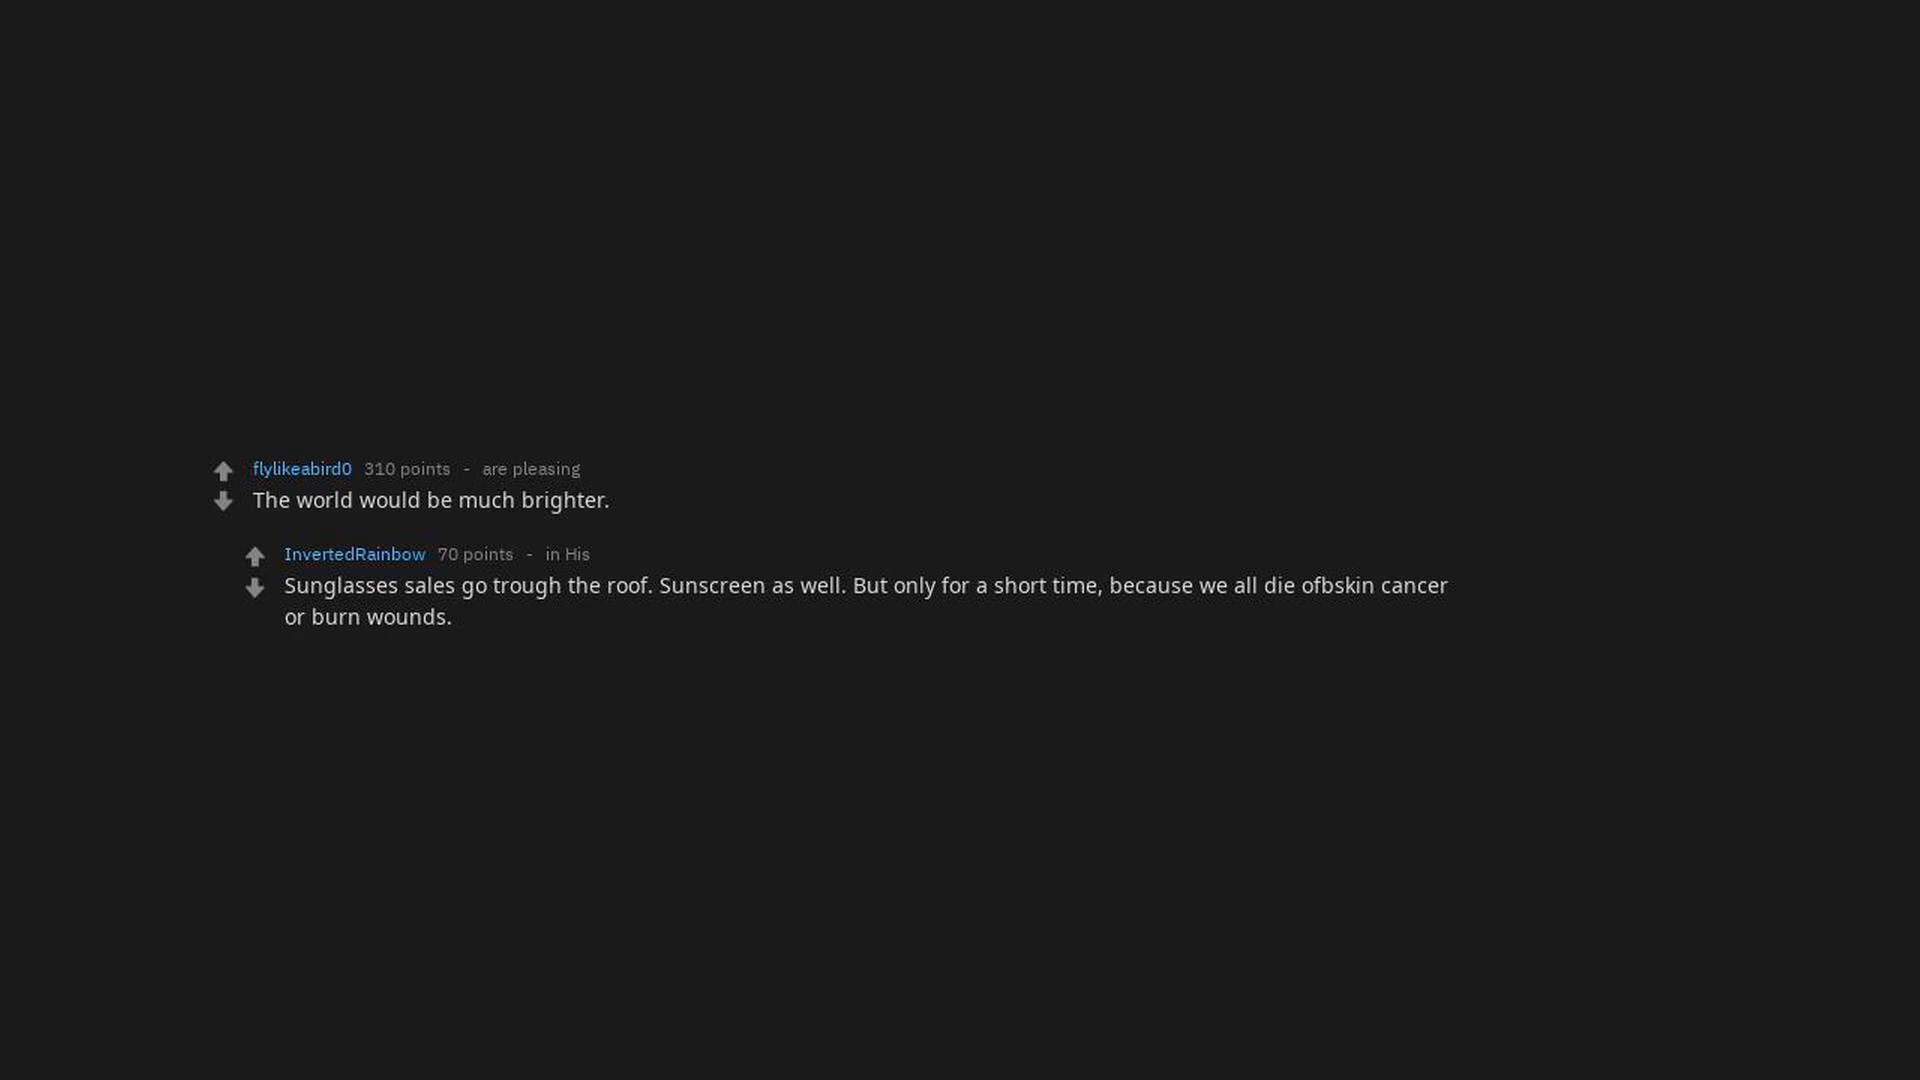 flylikeabird0 310 points - are pleasing
The world would be much brighter.
InvertedRainbow 70 points - in His
Sunglasses sales go trough the roof. Sunscreen as well. But only for a short time, because we all die ofbskin cancer
or burn wounds.